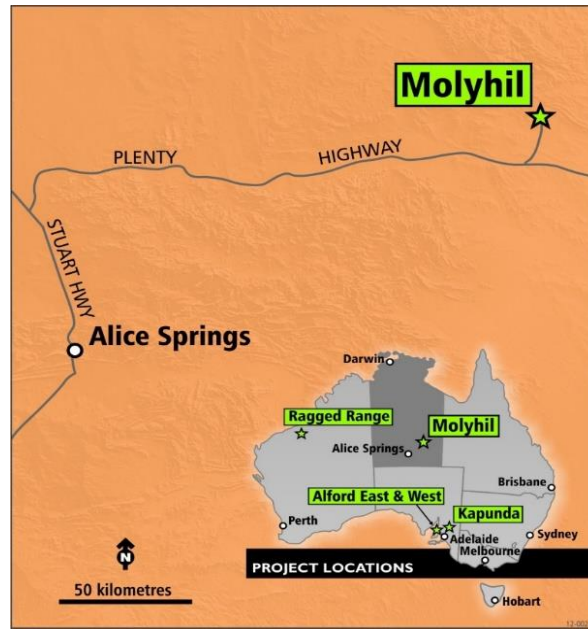 Molyhil
PLENTY
HIGHWAY
STUART HWY
Alice Springs
Darwin
Ragged Range
Molyhil
Alice Springs
Brisbane
Alford East & West
Kapunda
Perth
Adelaide
Sydney
Melbourne
PROJECT LOCATIONS
N
50 kilometres
Hobart